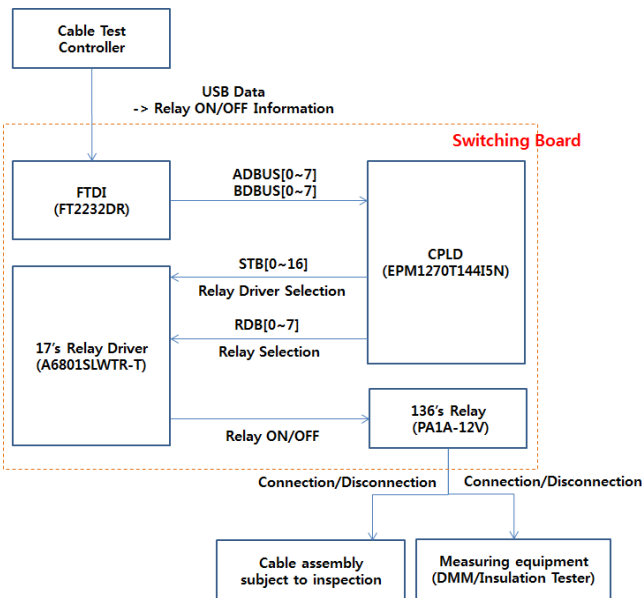 Cable Test
Controller
USB Data
-> Relay ON/OFF Information
Switching Board
FTDI
(FT2232DR)
ADBUS[0~7]
BDBUS[0~7]
CPLD
(EPM1270T144I5N)
STB[0~16]
Relay Driver Selection
RDB[0~7]
Relay Selection
17's Relay Driver
(A6801SLWTR-T)
Relay ON/OFF
136's Relay
(PA1A-12V)
Connection/Disconnection
Connection/Disconnection
Cable assembly
subject to inspection
Measuring equipment
(DMM/Insulation Tester)